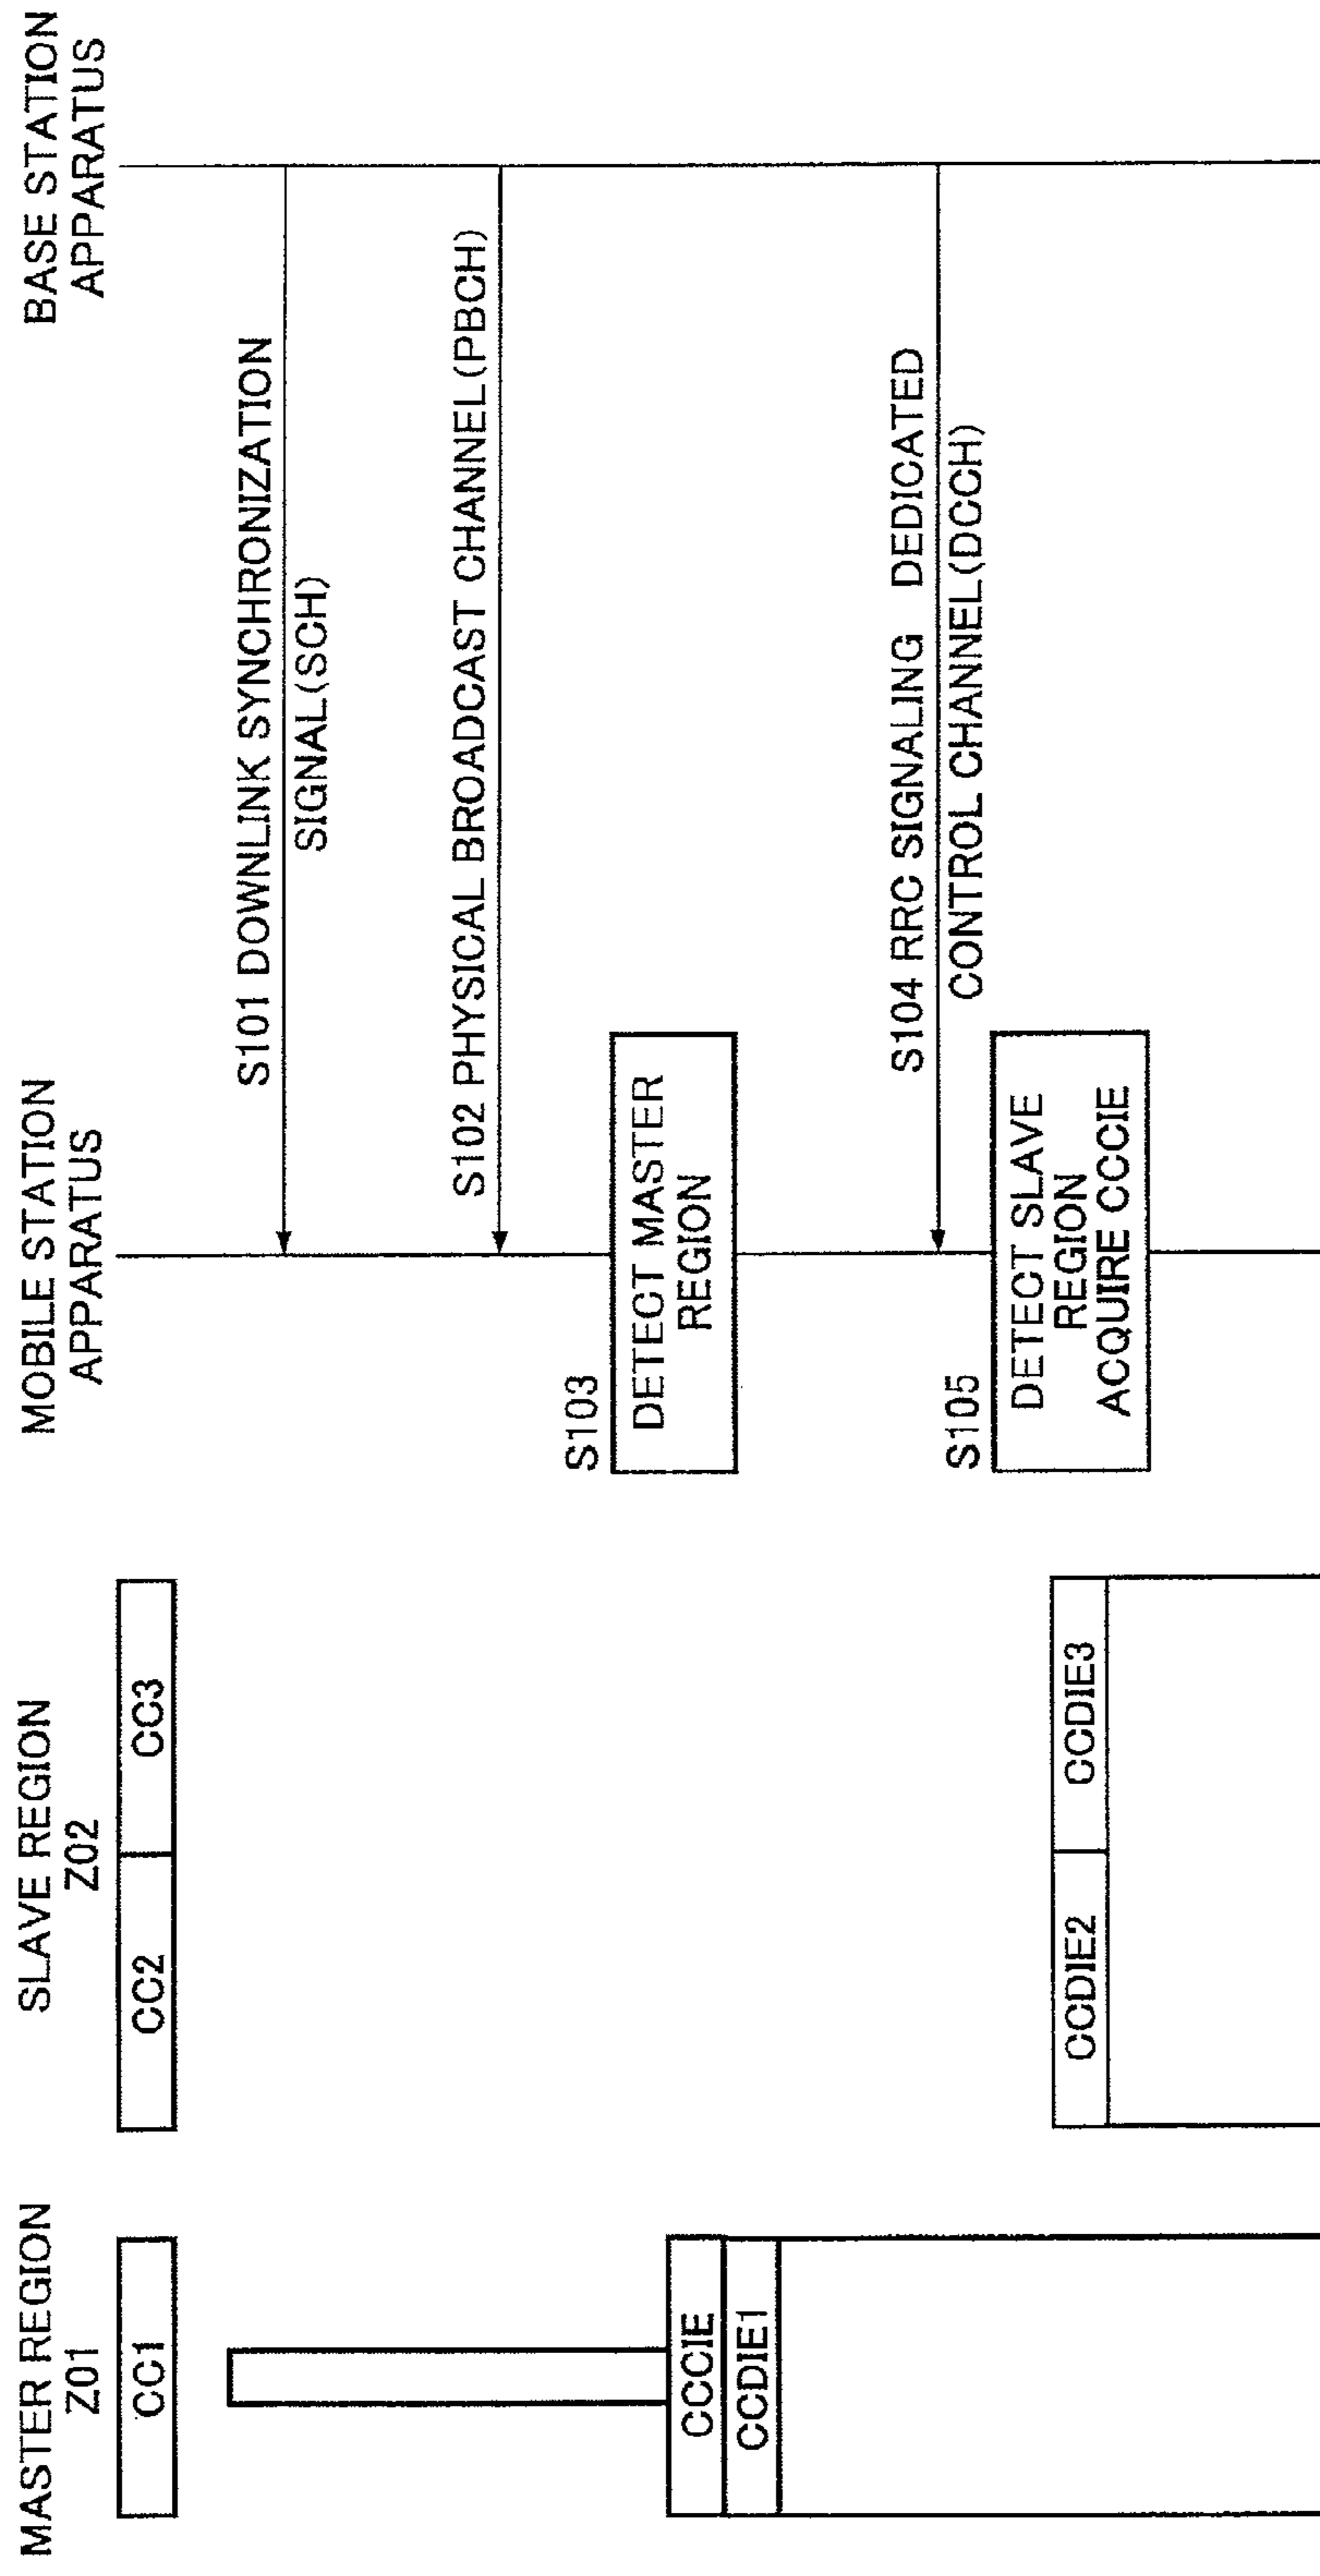 MASTER REGION
Z01
SLAVE REGION
Z02
MOBILE STATION
APPARATUS
BASE STATION
APPARATUS
CC1
CC2
CC3
S101 DOWNLINK SYNCHRONIZATION
SIGNAL(SCH)
S102 PHYSICAL BROADCAST CHANNEL(PBCH)
S103
DETECT MASTER
REGION
CCCIE
CCDIE1
S104 RRC SIGNALING DEDICATED
CONTROL CHANNEL(DCCH)
S105
DETECT SLAVE
REGION
ACQUIRE CCCIE
CCDIE2
CCDIE3